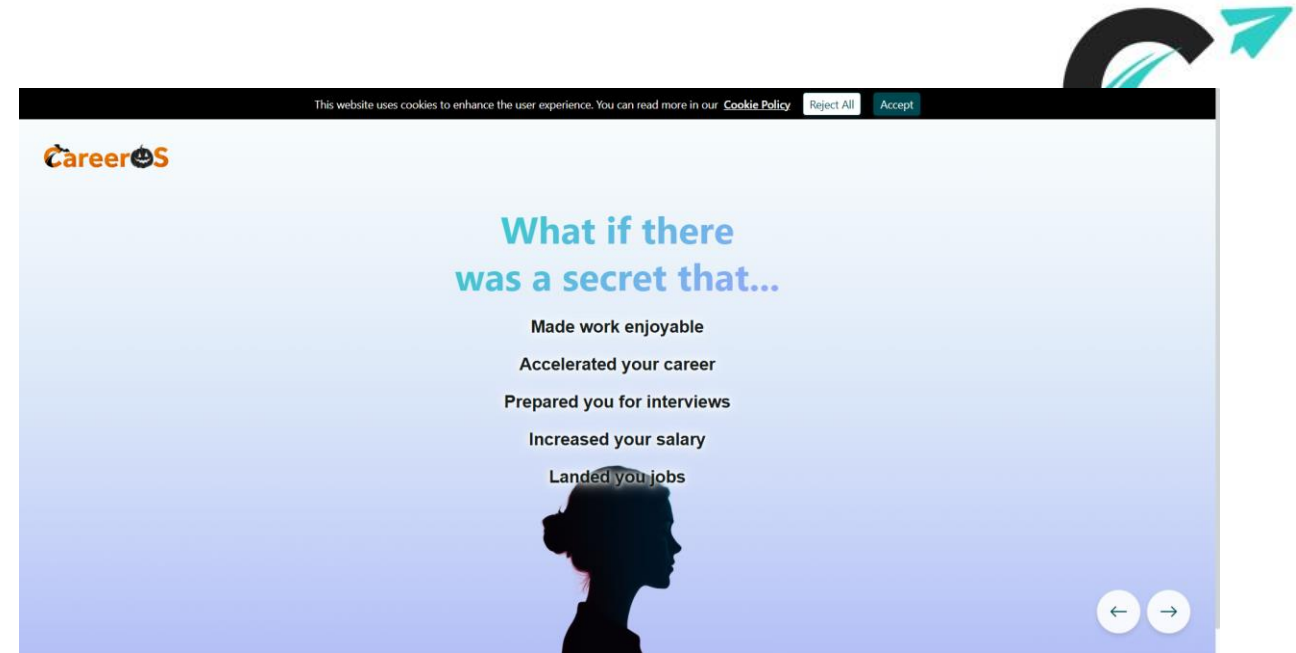 This website uses cookies to enhance the user experience. You can read more in our Cookie Policy Reject All Accept
CareerOS
What if there
was a secret that...
Made work enjoyable
Accelerated your career
Prepared you for interviews
Increased your salary
Landed you jobs